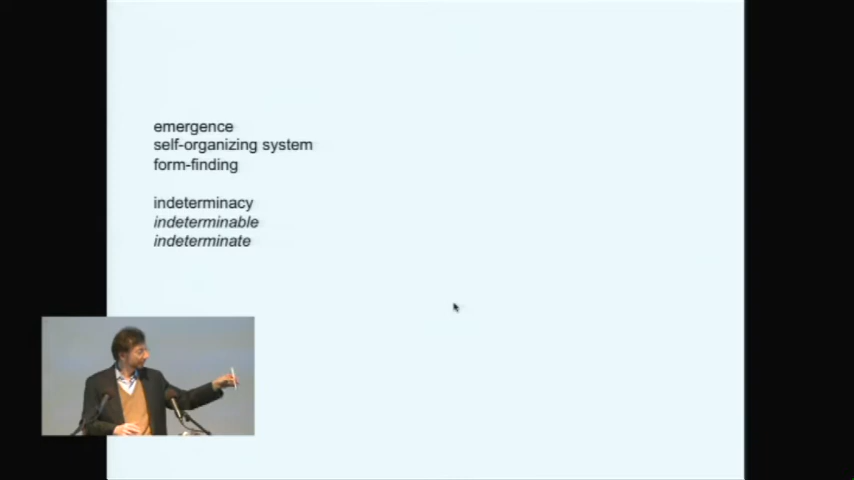 emergence
self-organizing system
form-finding
indeterminacy
indeterminable
indeterminate